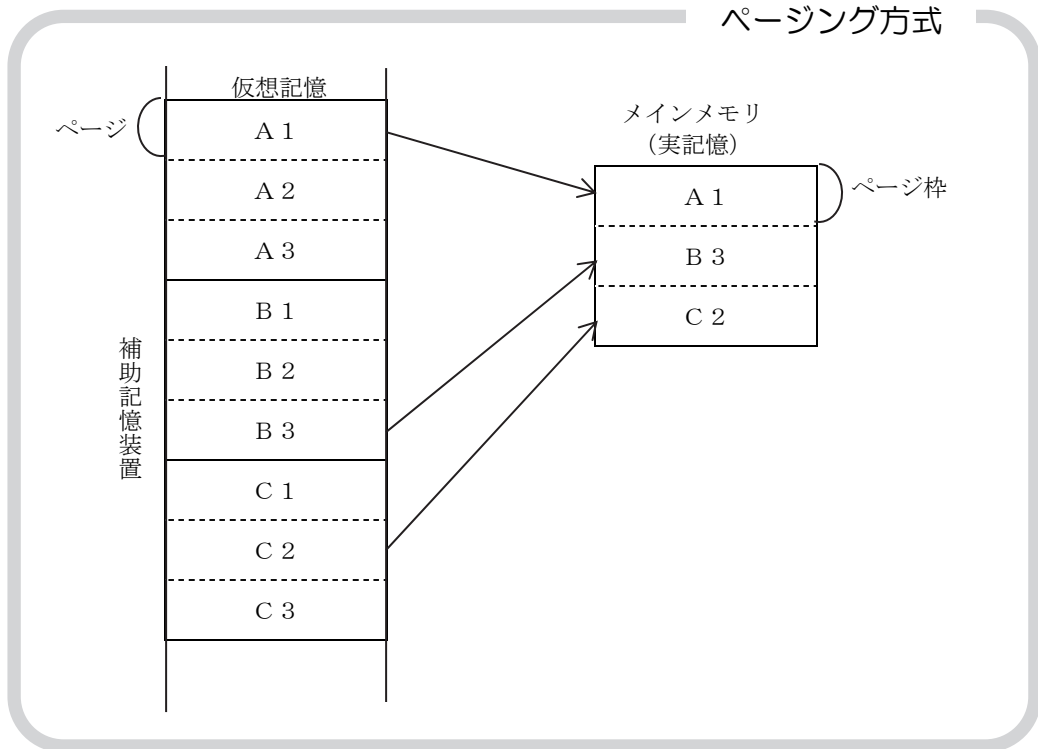 ページング方式
仮想記憶
ページ
A 1
A 2
A 3
B 1
B 2
B 3
C 1
C 2
C 3
補助記憶装置
メインメモリ
（実記憶）
ページ枠
A 1
B 3
C 2